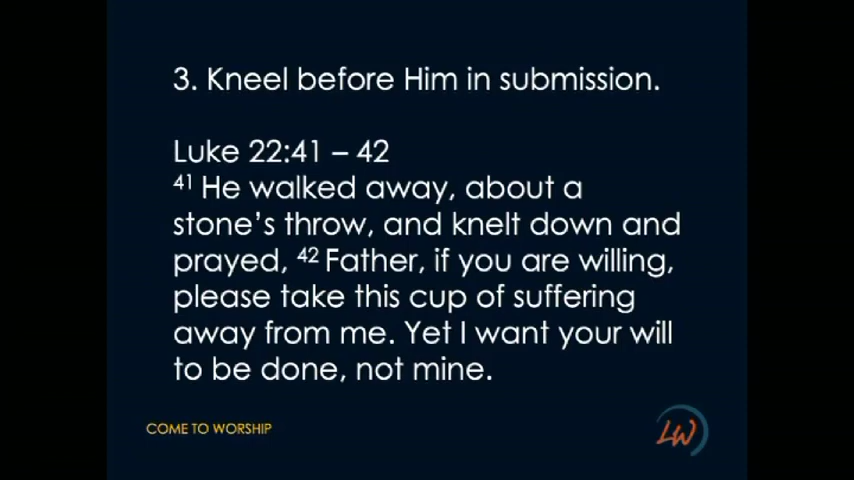 3. Kneel before Him in submission.
Luke 22:41 – 42
41 He walked away, about a
stone’s throw, and knelt down and
prayed, 42 Father, if you are willing,
please take this cup of suffering
away from me. Yet I want your will
to be done, not mine.
COME TO WORSHIP
LW